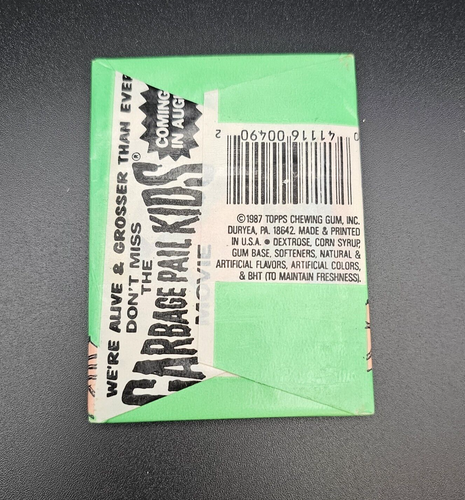 WE'RE ALIVE & GROSSER THAN EVER
DON'T MISS
THE
GARBAGE PAIL KIDS®
MOVIE
COMING
IN AUG
0 41116 00490 2
©1987 TOPPS CHEWING GUM, INC.
DURYEA, PA. 18642. MADE & PRINTED
IN U.S.A. ● DEXTROSE, CORN SYRUP,
GUM BASE, SOFTENERS, NATURAL &
ARTIFICIAL FLAVORS, ARTIFICIAL COLORS,
& BHT (TO MAINTAIN FRESHNESS).